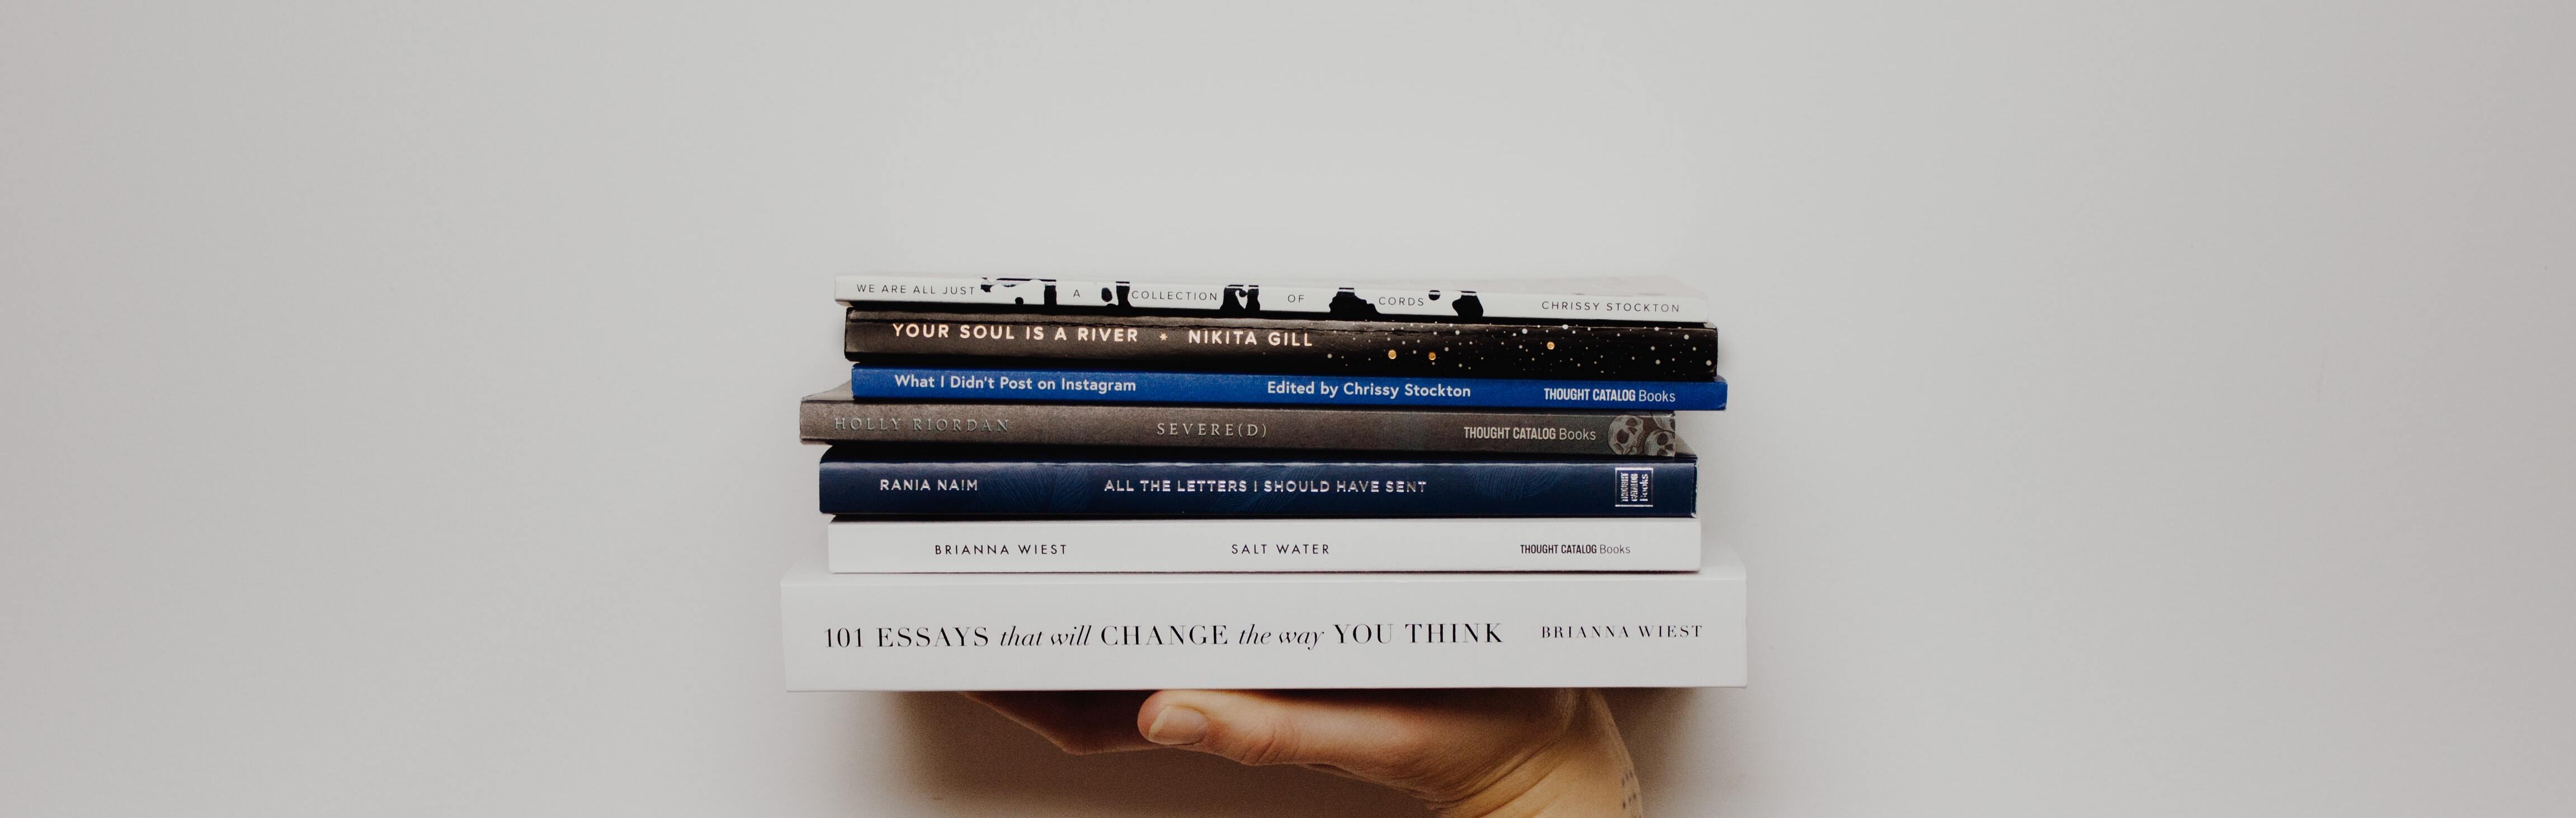 WE ARE ALL JUST A COLLECTION OF CORDS CHRISSY STOCKTON
YOUR SOUL IS A RIVER * NIKITA GILL
What I Didn't Post on Instagram Edited by Chrissy Stockton THOUGHT CATALOG Books
HOLLY RIORDAN SEVERE(D) THOUGHT CATALOG Books
RANIA NAIM ALL THE LETTERS I SHOULD HAVE SENT THOUGHT CATALOG Books
BRIANNA WIEST SALT WATER THOUGHT CATALOG Books
101 ESSAYS that will CHANGE the way YOU THINK BRIANNA WIEST